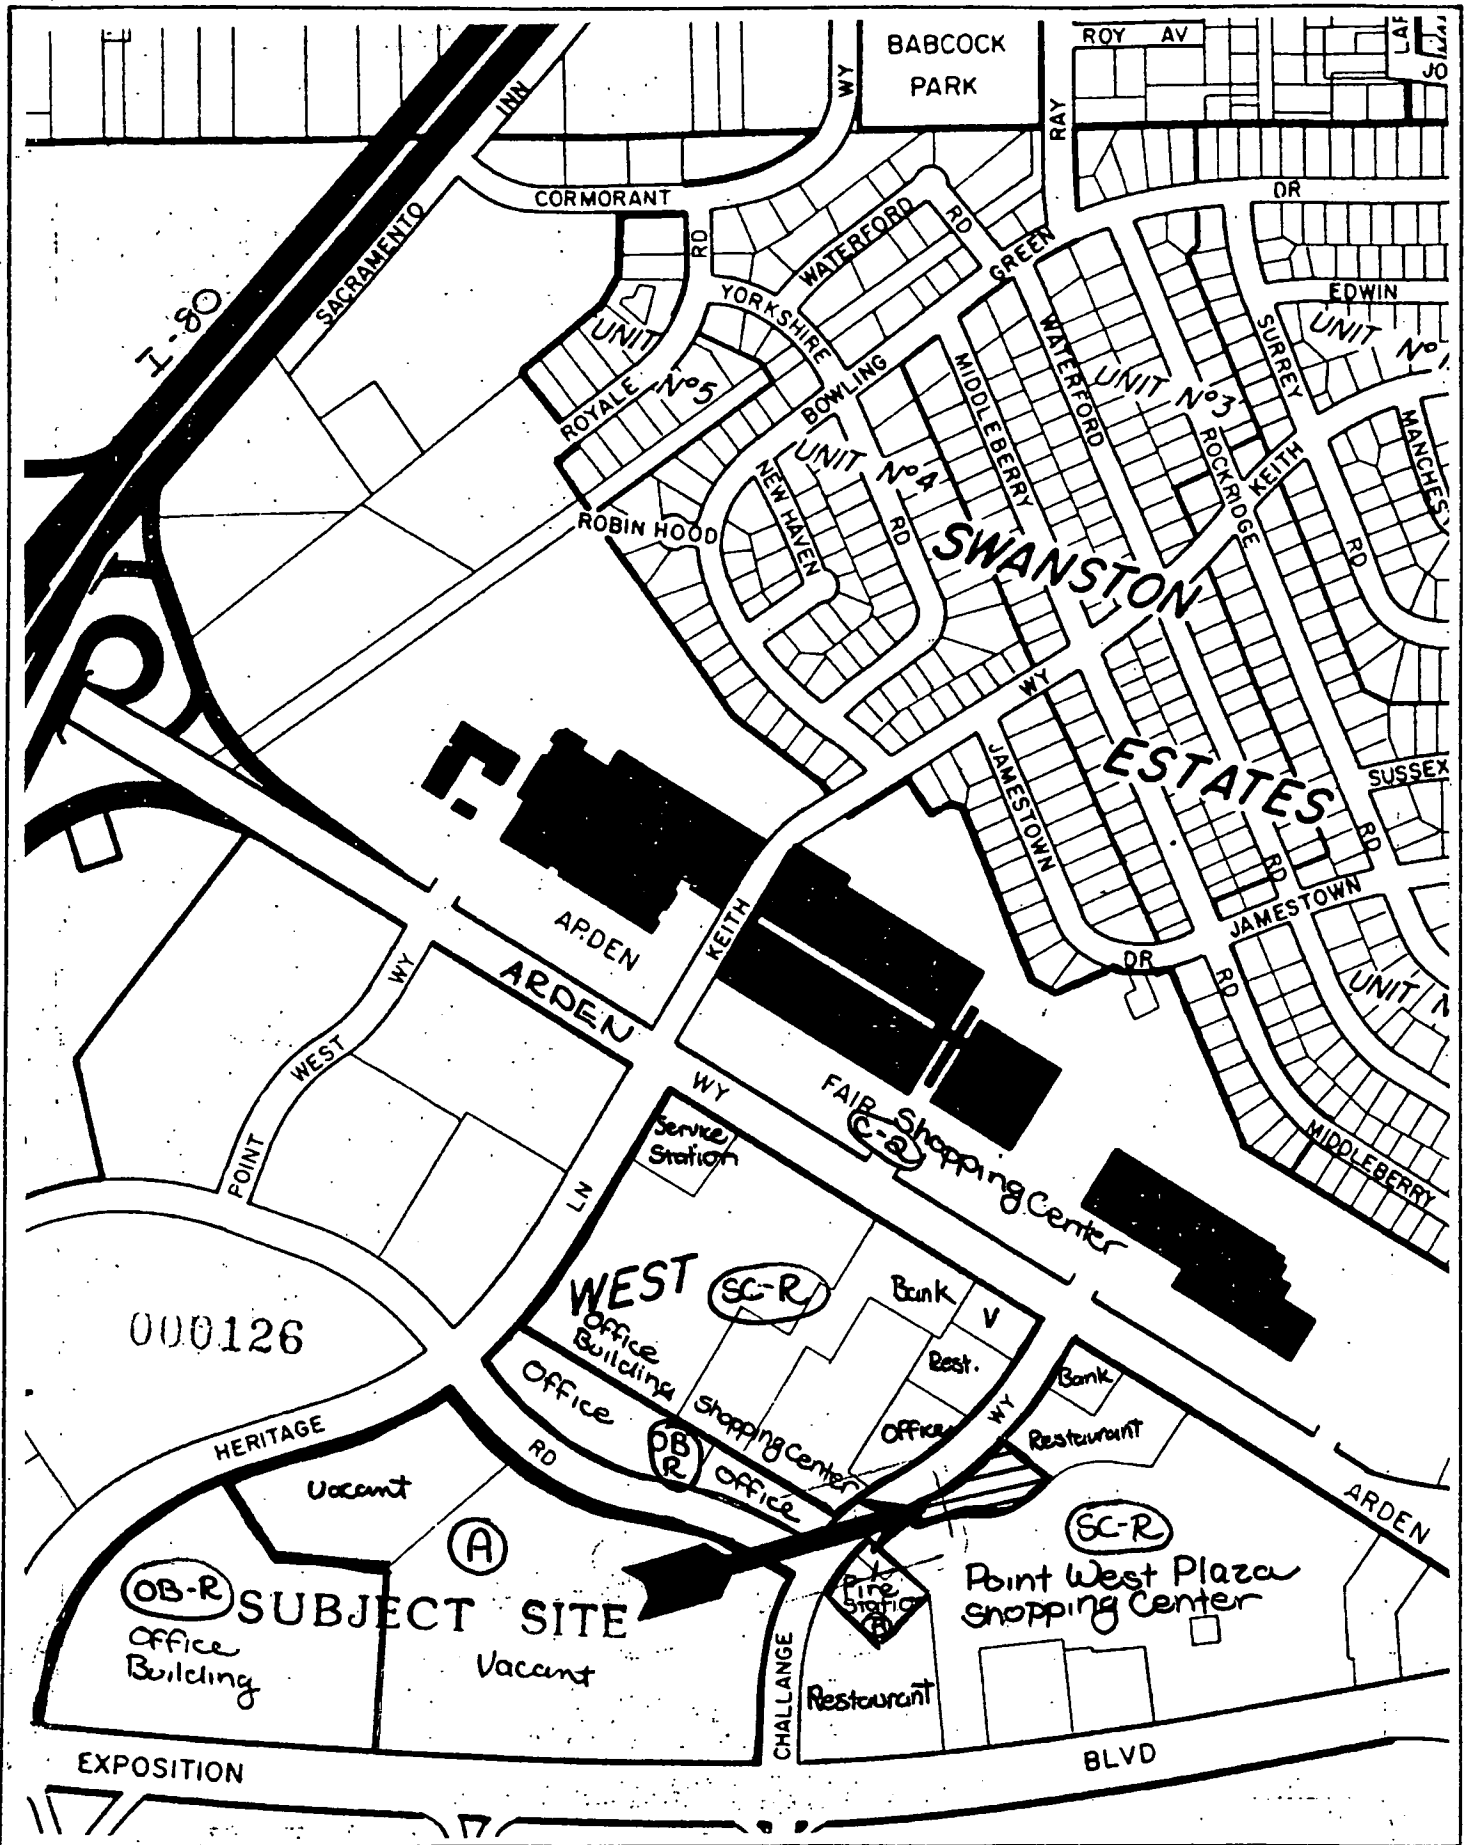 BABCOCK
PARK
ROY AV
JO
INN
WY
RAY
CORMORANT
DR
SACRAMENTO
RD
WATERFORD
RD
GREEN
I-80
YORKSHIRE
EDWIN
UNIT
Nº5
ROYALE
BOWLING
MIDDLEBERRY
WATERFORD
UNIT Nº3
SURREY
UNIT Nº
ROCKRIDGE
KEITH
MANCHES
UNIT Nº4
NEW HAVEN
ROBIN HOOD
RD
RD
SWANSTON
WY
ESTATES
JAMESTOWN
SUSSEX
RD
RD
JAMESTOWN
KEITH
ARDEN
ARDEN
WY
DR
RD
UNIT N
WEST
POINT
WY
FAIR Shopping Center
C-2
Service
Station
MIDDLEBERRY
LN
WEST
SC-R
Bank
V
Office
Building
Rest.
000126
Office
Shopping Center
Office
WY
Bank
Restaurant
HERITAGE
RD
OB
R
Office
Vacant
ARDEN
A
SC-R
Point West Plaza
Shopping Center
OB-R
SUBJECT SITE
Fire
Station
Office
Building
Vacant
CHALLANGE
Restaurant
EXPOSITION
BLVD